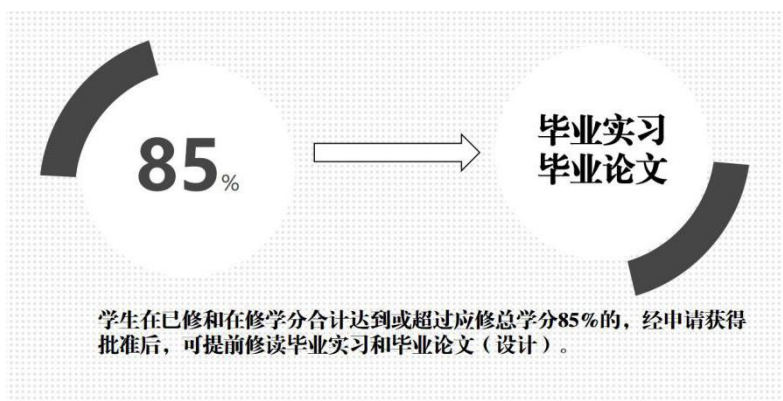 85%
毕业实习
毕业论文
学生在已修和在修学分合计达到或超过应修总学分85%的，经申请获得
批准后，可提前修读毕业实习和毕业论文（设计）。